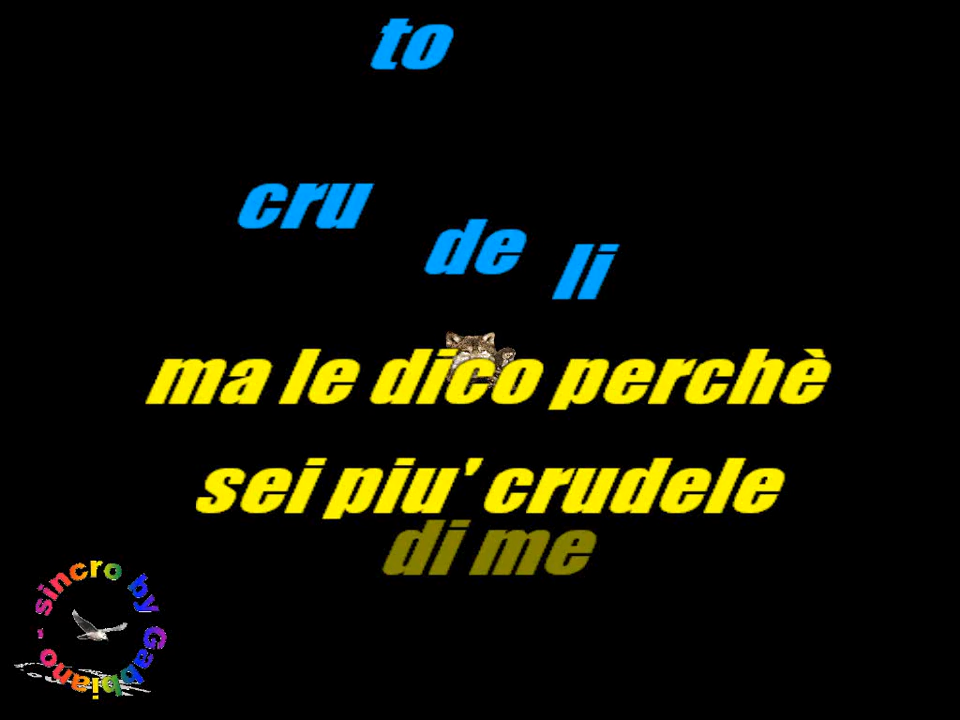 to
cru de li
ma le dico perchè
sei piu' crudele
di me
- sincro by Gabbiano